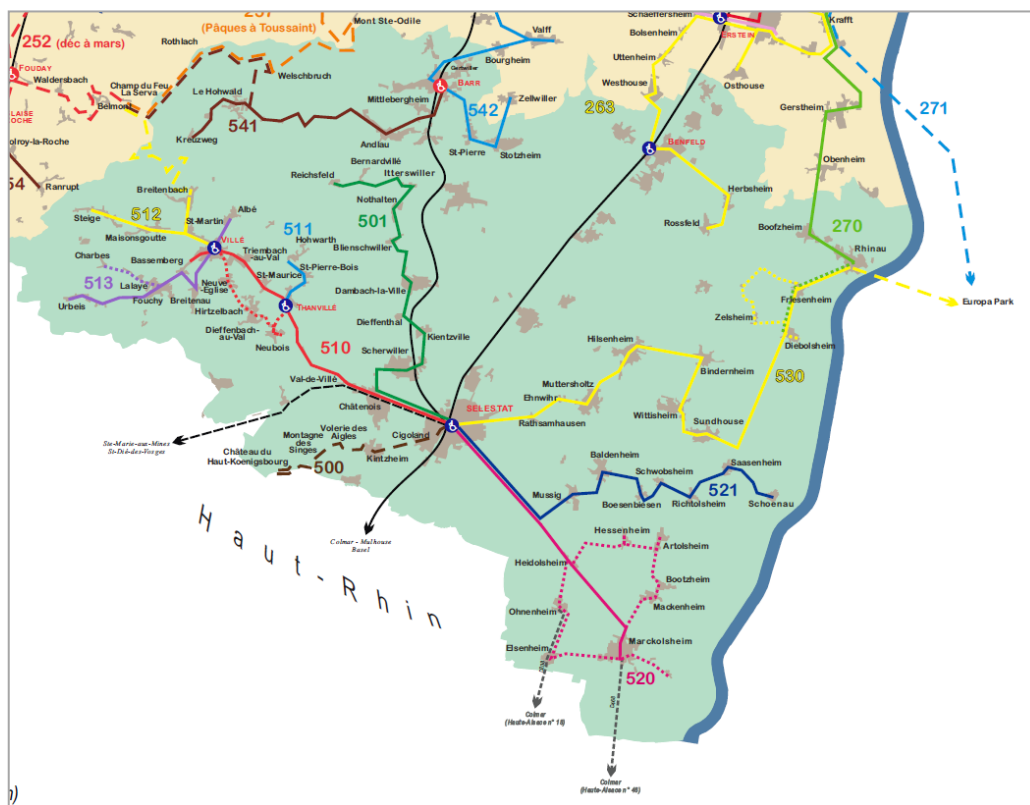 257
(Pâques à Toussaint)
Mont Ste-Odile
Valff
Schaeffersheim
Krafft
252 (déc à mars)
Rothlach
Bourgheim
Bolsenheim
ERSTEIN
FOUDAY
Waldersbach
Champ du Feu
La Serva
Welschbruch
Gertwiller
BARR
Uttenheim
Westhouse
Osthouse
Belmont
Le Hohwald
Mittlebergheim
Zellwiller
542
263
Gerstheim
271
541
Kreuzweg
Andlau
St-Pierre
Stotzheim
BENFELD
Obenheim
54
Ranrupt
Bernardvillé
Itterswiller
Reichsfeld
Nothalten
Herbsheim
Rossfeld
Breitenbach
512
Steige
St-Martin
Albé
501
Boofzheim
270
Rhinau
Maisonsgoutte
VILLÉ
511
Hohwarth
Blienschwiller
Charbes
Bassemberg
Triembach
-au-Val
St-Maurice
St-Pierre-Bois
513
Lalaye
Neuve
-Eglise
Dambach-la-Ville
Urbeis
Fouchy
Breitenau
Hirtzelbach
THANVILLÉ
Friesenheim
Europa Park
Zelsheim
Dieffenbach-
au-Val
Neubois
510
Dieffenthal
Kientzville
Diebolsheim
Scherwiller
Hilsenheim
530
Val-de-Villé
Bindernheim
Muttersholtz
Ehnwihr
Châtenois
SELESTAT
Rathsamhausen
Wittisheim
Sundhouse
Ste-Marie-aux-Mines
St-Dié-des-Vosges
Volerie des
Aigles
Cigoland
Montagne
des
Singes
Château du
Haut-Koenigsbourg
500
Kintzheim
Baldenheim
Schwobsheim
Saasenheim
521
Mussig
Boesenbiesen
Richtolsheim
Schoenau
Haut-Rhin
Colmar - Mulhouse
Basel
Hessenheim
Artolsheim
Heidolsheim
Bootzheim
Ohnenheim
Mackenheim
Elsenheim
Marckolsheim
520
Colmar
(Haute-Alsace n° 18)
Colmar